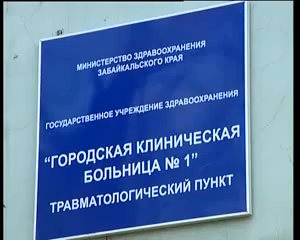 МИНИСТЕРСТВО ЗДРАВООХРАНЕНИЯ
ЗАБАЙКАЛЬСКОГО КРАЯ
ГОСУДАРСТВЕННОЕ УЧРЕЖДЕНИЕ ЗДРАВООХРАНЕНИЯ
"ГОРОДСКАЯ КЛИНИЧЕСКАЯ
БОЛЬНИЦА № 1"
ТРАВМАТОЛОГИЧЕСКИЙ ПУНКТ